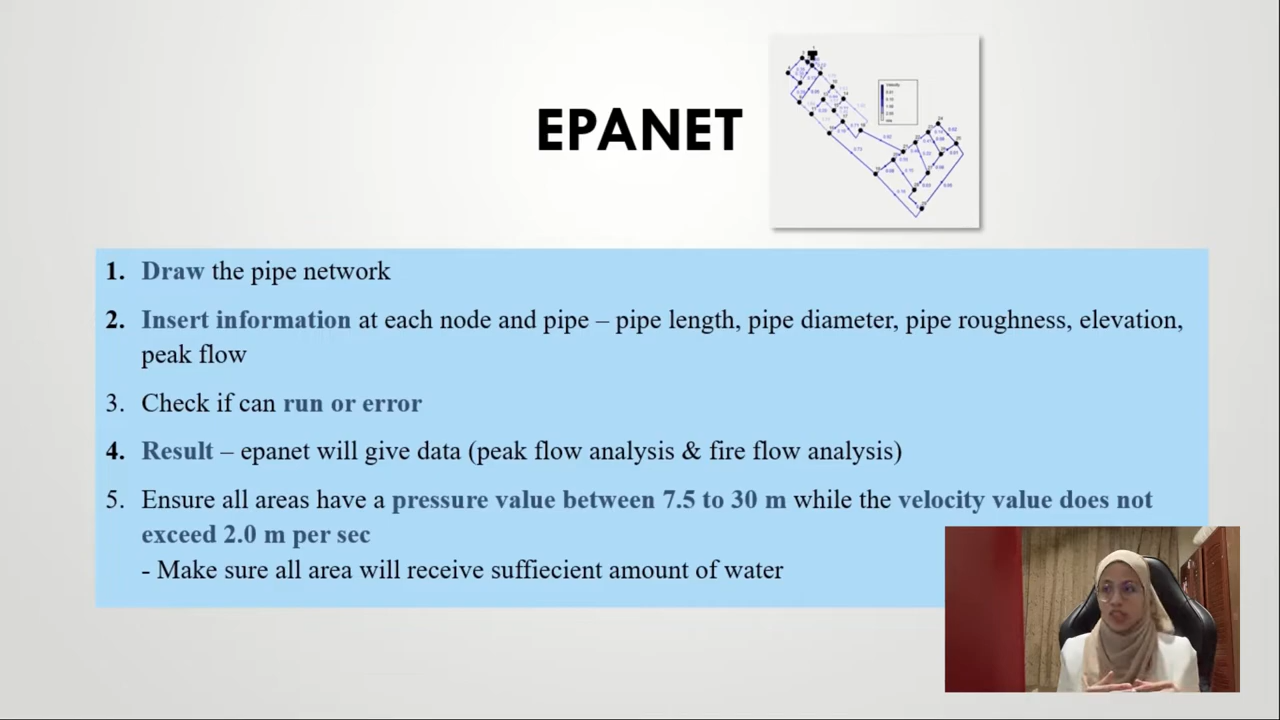 EPANET
1. Draw the pipe network
2. Insert information at each node and pipe – pipe length, pipe diameter, pipe roughness, elevation,
peak flow
3. Check if can run or error
4. Result – epanet will give data (peak flow analysis & fire flow analysis)
5. Ensure all areas have a pressure value between 7.5 to 30 m while the velocity value does not
exceed 2.0 m per sec
- Make sure all area will receive suffiecient amount of water